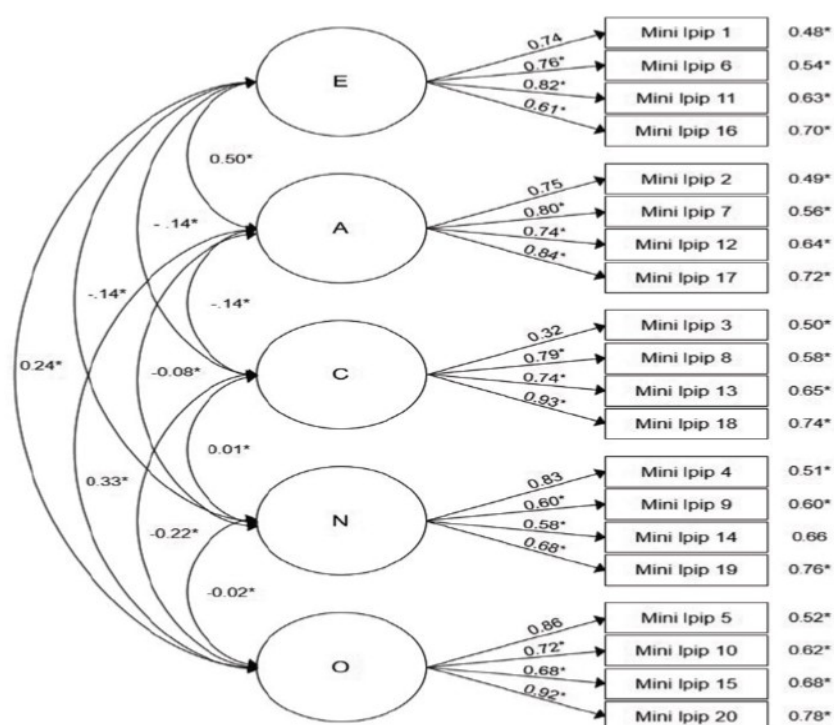 0.74 Mini Ipip 1 0.48*
0.76* Mini Ipip 6 0.54*
E 0.82* Mini Ipip 11 0.63*
0.61* Mini Ipip 16 0.70*
0.50*
0.75 Mini Ipip 2 0.49*
0.80* Mini Ipip 7 0.56*
- .14* A 0.74* Mini Ipip 12 0.64*
0.84* Mini Ipip 17 0.72*
-.14* -.14*
0.32 Mini Ipip 3 0.50*
0.79* Mini Ipip 8 0.58*
0.24* -0.08* C 0.74* Mini Ipip 13 0.65*
0.93* Mini Ipip 18 0.74*
0.01*
0.83 Mini Ipip 4 0.51*
0.33* 0.60* Mini Ipip 9 0.60*
-0.22* N 0.58* Mini Ipip 14 0.66
0.68* Mini Ipip 19 0.76*
-0.02*
0.86 Mini Ipip 5 0.52*
0.72* Mini Ipip 10 0.62*
O 0.68* Mini Ipip 15 0.68*
0.92* Mini Ipip 20 0.78*